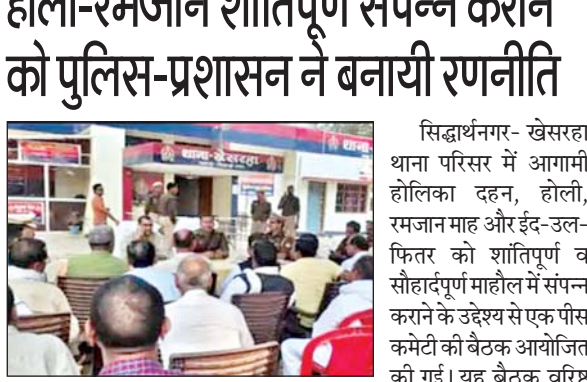 होली-रमजान शांतिपूर्ण संपन्न कराने
को पुलिस-प्रशासन ने बनायी रणनीति
थाना-खेसरहा
थाना
सिद्धार्थनगर- खेसरहा
थाना परिसर में आगामी
होलिका दहन, होली,
रमजान माह और ईद-उल-
फितर को शांतिपूर्ण व
सौहार्दपूर्ण माहौल में संपन्न
कराने के उद्देश्य से एक पीस
कमेटी की बैठक आयोजित
की गई। यह बैठक वरिष्ठ